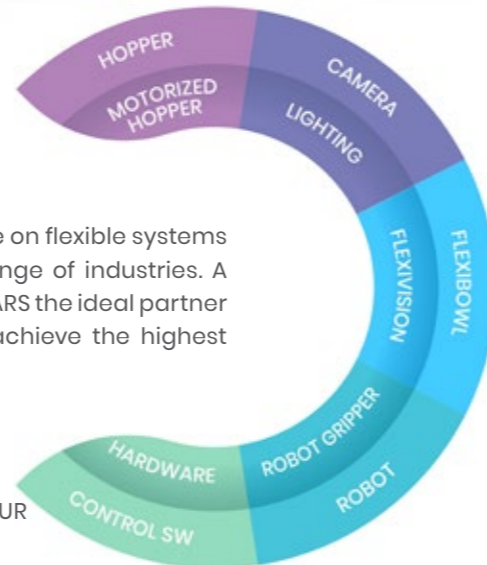 HOPPER
MOTORIZED
HOPPER
CAMERA
LIGHTING
FLEXIBOWL
FLEXIVISION
ROBOT
ROBOT GRIPPER
CONTROL SW
HARDWARE
e on flexible systems
nge of industries. A
ARS the ideal partner
achieve the highest
UR